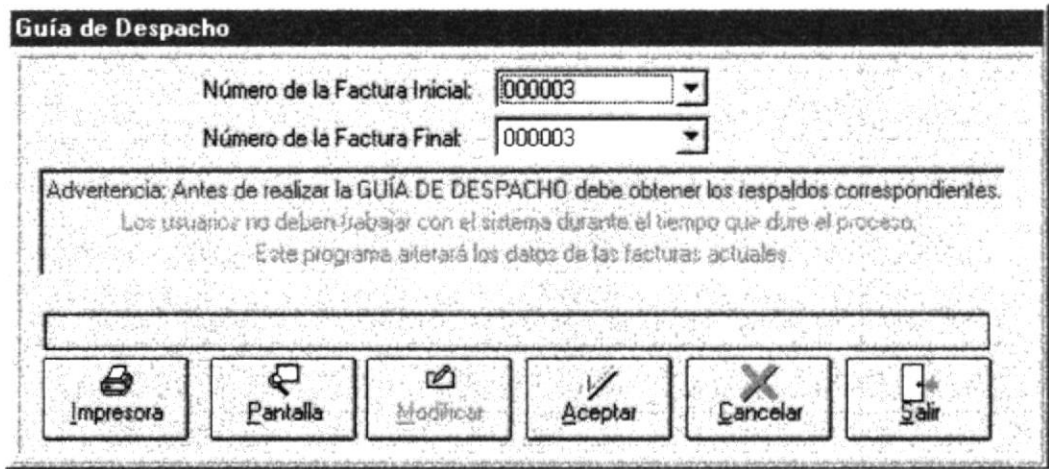 Guía de Despacho
Número de la Factura Inicial: 000003
Número de la Factura Final: 000003
Advertencia: Antes de realizar la GUÍA DE DESPACHO debe obtener los respaldos correspondientes.
Los usuarios no deben trabajar con el sistema durante el tiempo que dure el proceso.
Este programa alterará los datos de las facturas actuales.
Impresora Pantalla Modificar Aceptar Cancelar Salir